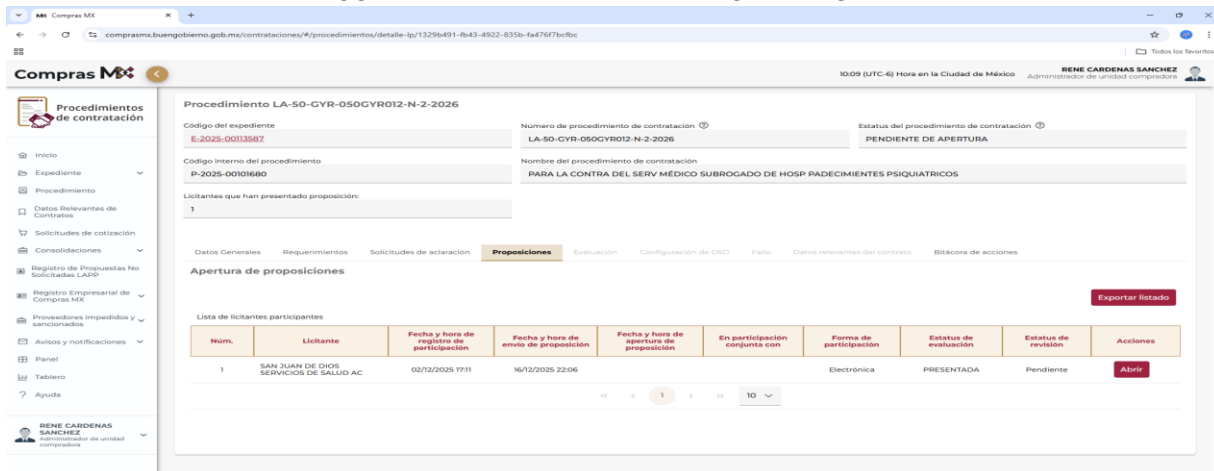 MX Compras MX
comprasmx.buengobierno.gob.mx/contrataciones/#/procedimientos/detalle-lp/1329b491-fb43-4922-835b-fa476f7bcfbc
Todos los favoritos
Compras MX
10:09 (UTC-6) Hora en la Ciudad de México
RENE CARDENAS SANCHEZ
Administrador de unidad compradora
Procedimientos
de contratación
Inicio
Expediente
Procedimiento
Datos Relevantes de
Contratos
Solicitudes de cotización
Consolidaciones
Registro de Propuestas No
Solicitadas LAPP
Registro Empresarial de
Compras MX
Proveedores impedidos y
sancionados
Avisos y notificaciones
Panel
Tablero
Ayuda
RENE CARDENAS
SANCHEZ
Administrador de unidad
compradora
Procedimiento LA-50-GYR-050GYR012-N-2-2026
Código del expediente
E-2025-00113587
Número de procedimiento de contratación
LA-50-GYR-050GYR012-N-2-2026
Estatus del procedimiento de contratación
PENDIENTE DE APERTURA
Código interno del procedimiento
P-2025-00101680
Nombre del procedimiento de contratación
PARA LA CONTRA DEL SERV MÉDICO SUBROGADO DE HOSP PADECIMIENTOS PSIQUIATRICOS
Licitantes que han presentado proposición:
1
Datos Generales Requerimientos Solicitudes de aclaración Proposiciones Evaluación Configuración de OSD Fallo Datos relevantes del contrato Bitácora de acciones
Apertura de proposiciones
Exportar listado
Lista de licitantes participantes
Núm.
Licitante
Fecha y hora de
registro de
participación
Fecha y hora de
envío de proposición
Fecha y hora de
apertura de
proposición
En participación
conjunta con
Forma de
participación
Estatus de
evaluación
Estatus de
revisión
Acciones
1
SAN JUAN DE DIOS
SERVICIOS DE SALUD AC
02/12/2025 17:11
16/12/2025 22:06
Electrónica
PRESENTADA
Pendiente
Abrir
« ‹ 1 › » 10